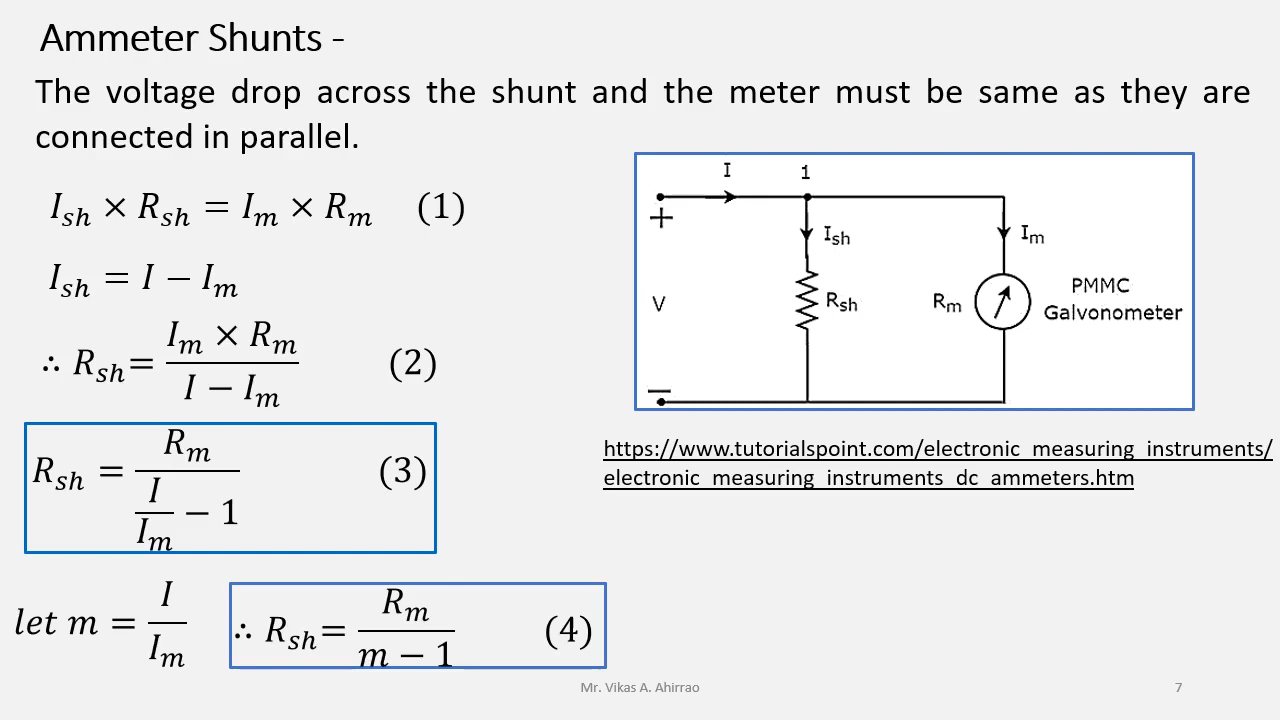 Ammeter Shunts -
The voltage drop across the shunt and the meter must be same as they are
connected in parallel.
I_sh × R_sh = I_m × R_m (1)
I_sh = I − I_m
∴ R_sh = (I_m × R_m) / (I − I_m) (2)
R_sh = R_m / (I/I_m − 1) (3)
let m = I/I_m
∴ R_sh = R_m / (m − 1) (4)
I 1
+
I_sh I_m
V R_sh R_m PMMC
Galvonometer
−
https://www.tutorialspoint.com/electronic_measuring_instruments/
electronic_measuring_instruments_dc_ammeters.htm
Mr. Vikas A. Ahirrao 7